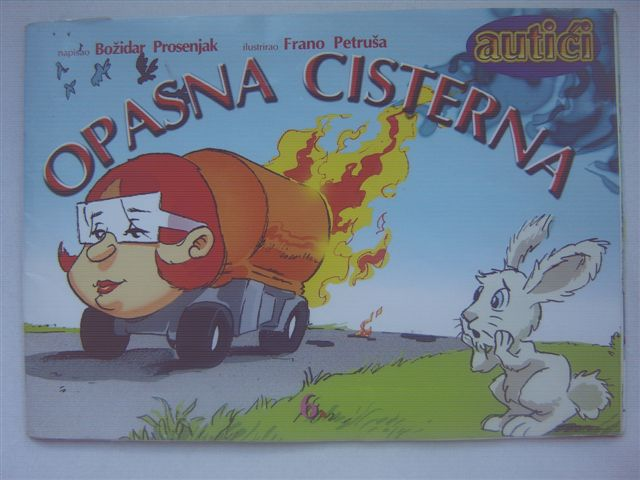 napisao Božidar Prosenjak ilustrirao Frano Petruša
autići
OPASNA CISTERNA
6